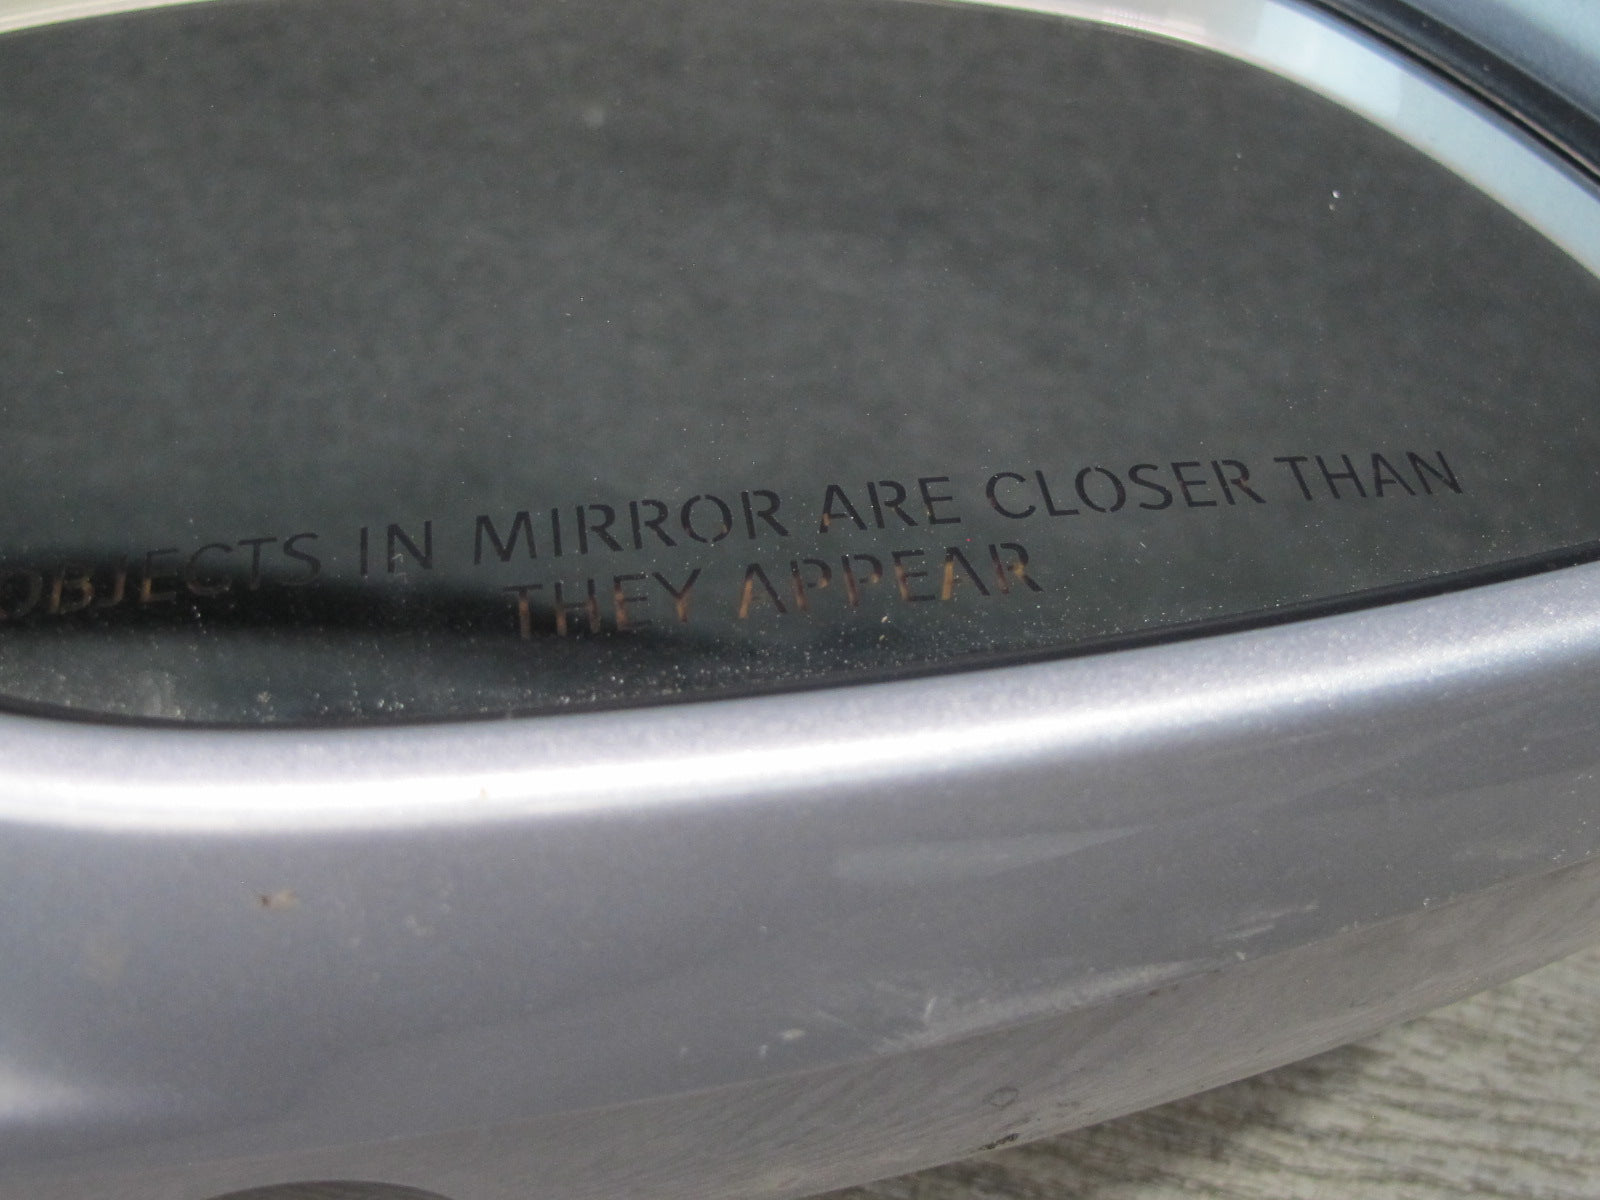 OBJECTS IN MIRROR ARE CLOSER THAN
THEY APPEAR